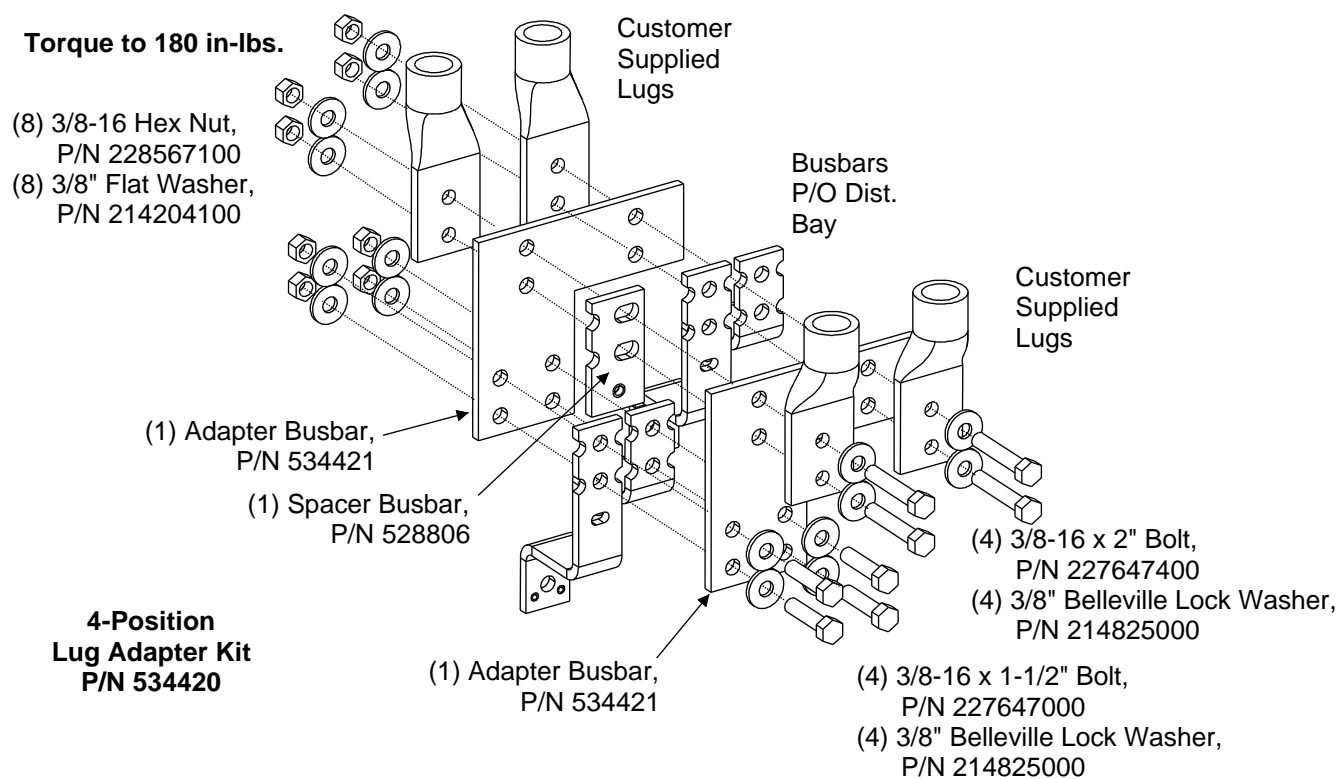 Torque to 180 in-lbs.
(8) 3/8-16 Hex Nut,
P/N 228567100
(8) 3/8" Flat Washer,
P/N 214204100
Customer
Supplied
Lugs
Busbars
P/O Dist.
Bay
Customer
Supplied
Lugs
(1) Adapter Busbar,
P/N 534421
(1) Spacer Busbar,
P/N 528806
(4) 3/8-16 x 2" Bolt,
P/N 227647400
(4) 3/8" Belleville Lock Washer,
P/N 214825000
4-Position
Lug Adapter Kit
P/N 534420
(1) Adapter Busbar,
P/N 534421
(4) 3/8-16 x 1-1/2" Bolt,
P/N 227647000
(4) 3/8" Belleville Lock Washer,
P/N 214825000